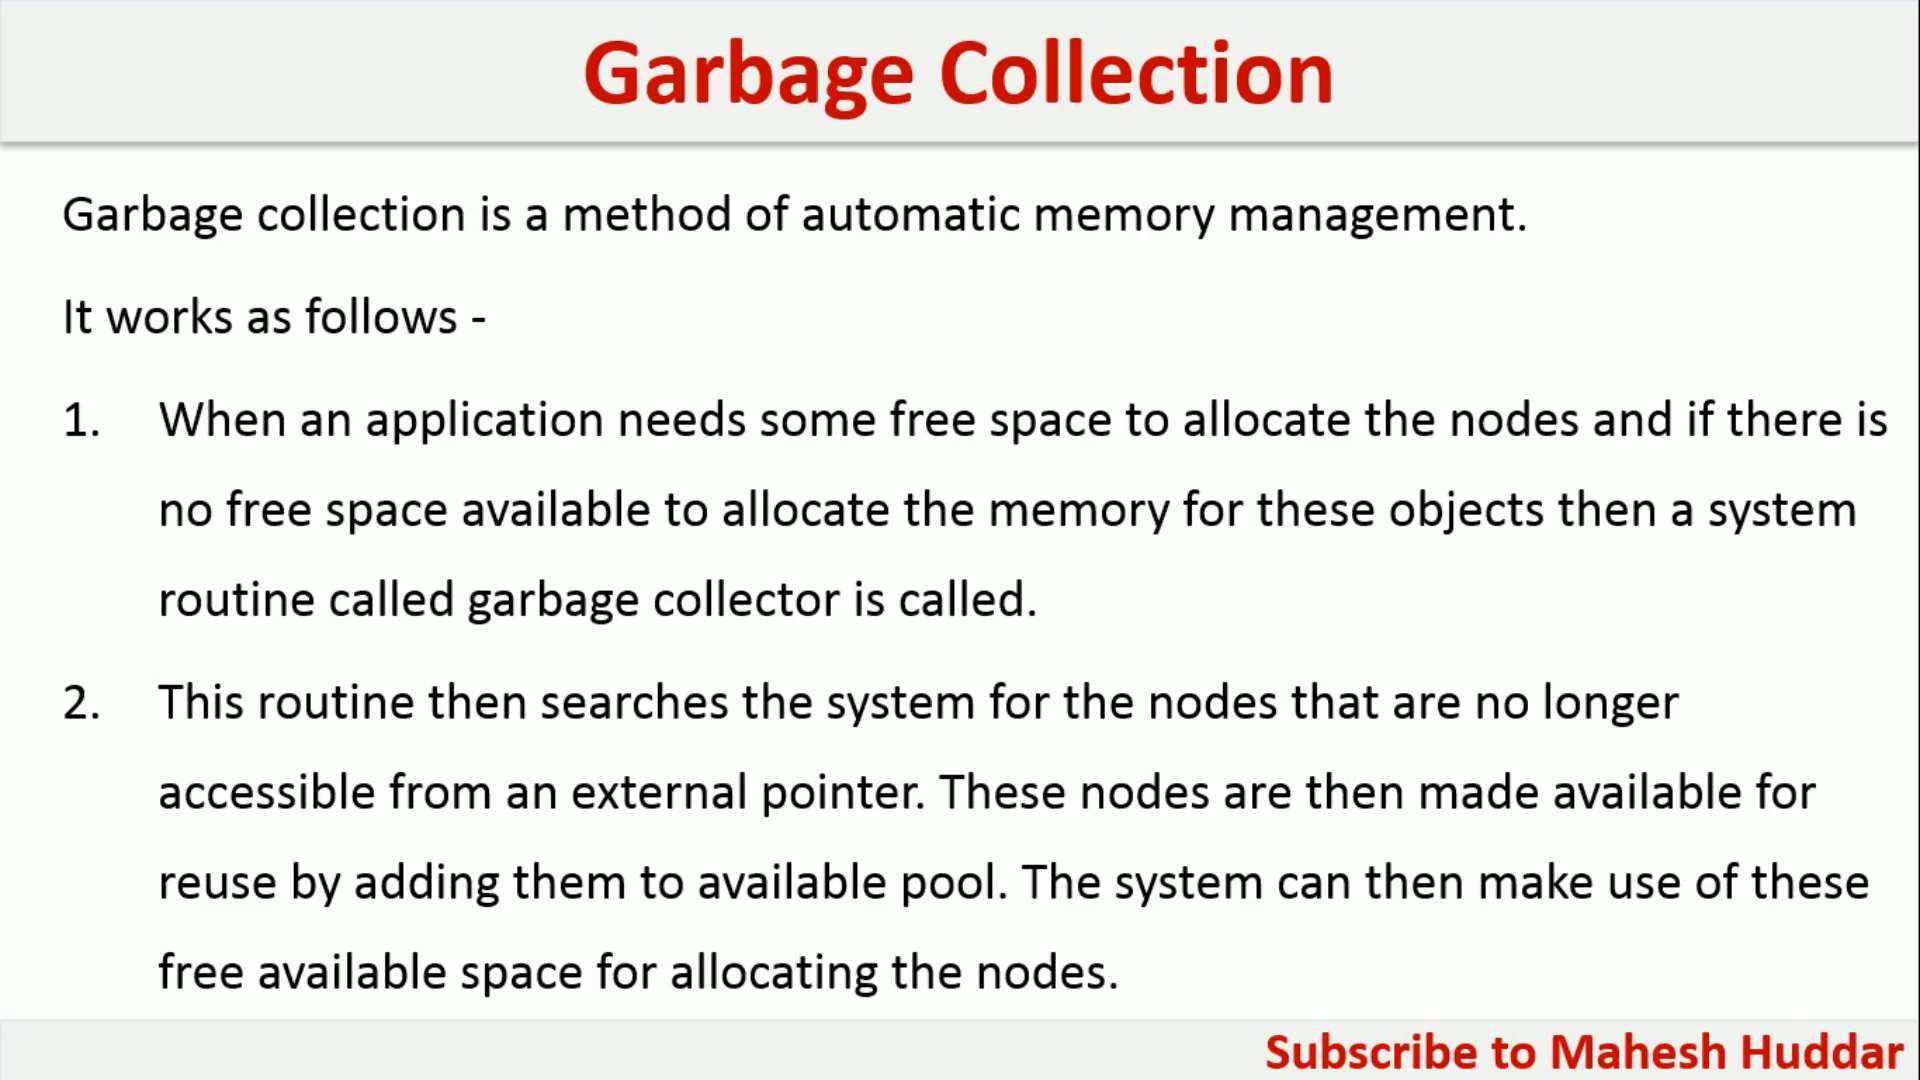 Garbage Collection
Garbage collection is a method of automatic memory management.
It works as follows -
1. When an application needs some free space to allocate the nodes and if there is
no free space available to allocate the memory for these objects then a system
routine called garbage collector is called.
2. This routine then searches the system for the nodes that are no longer
accessible from an external pointer. These nodes are then made available for
reuse by adding them to available pool. The system can then make use of these
free available space for allocating the nodes.
Subscribe to Mahesh Huddar